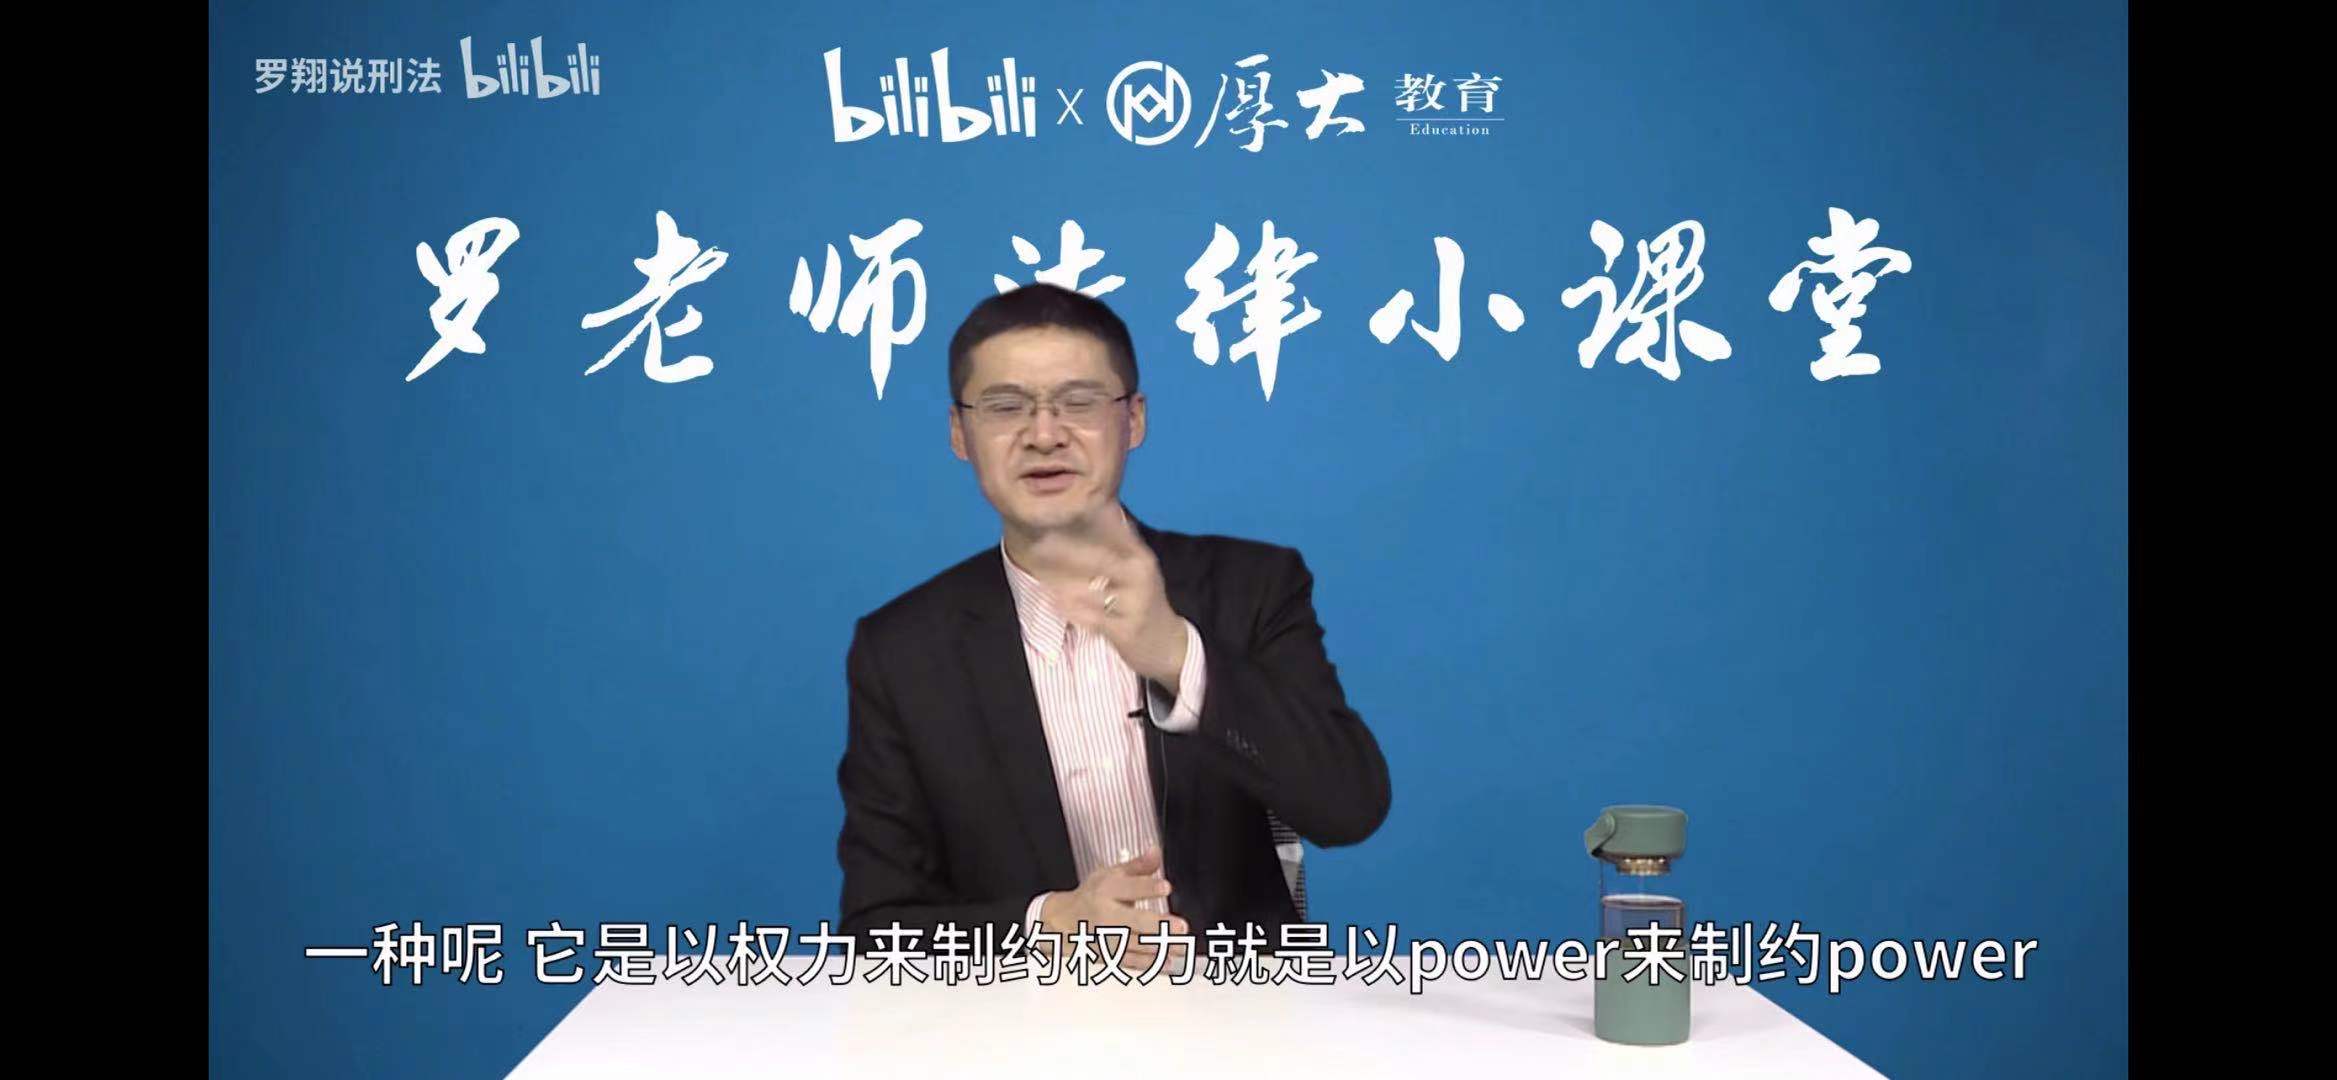 罗翔说刑法 bilibili
bilibili x 厚大 教育
Education
罗老师法律小课堂
一种呢 它是以权力来制约权力就是以power来制约power